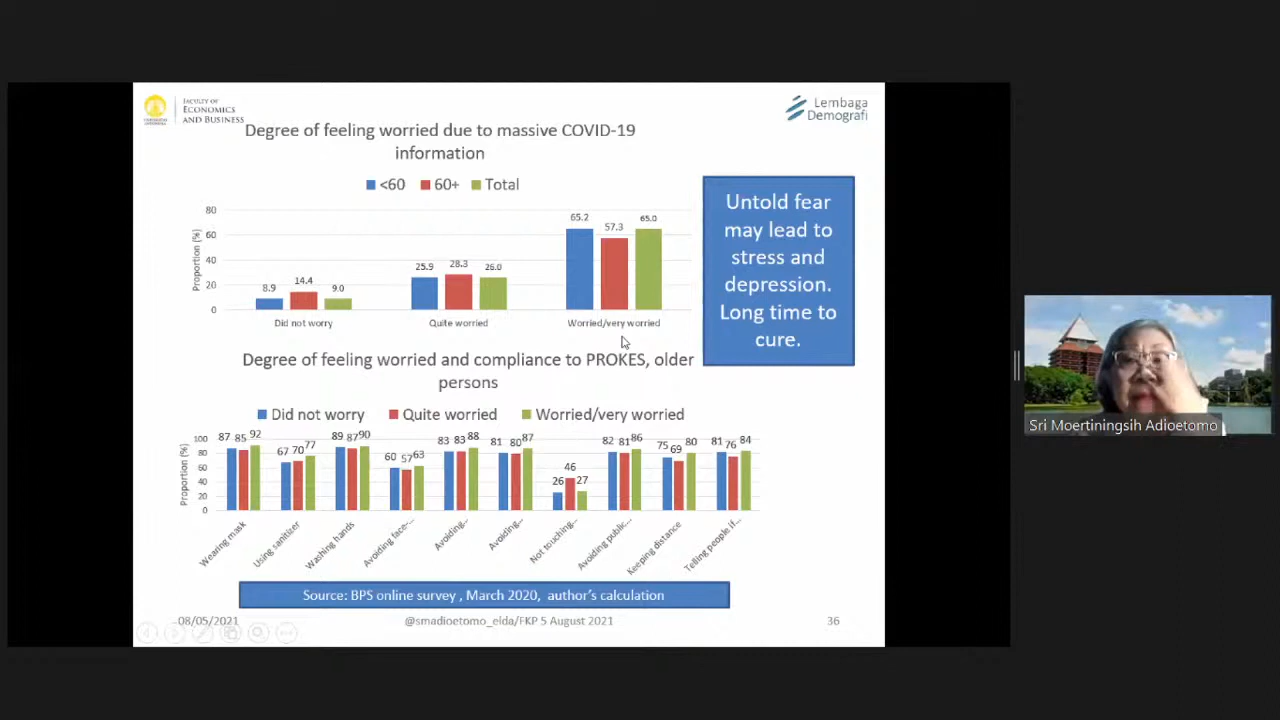 FACULTY OF
ECONOMICS
AND BUSINESS
Lembaga
Demografi
Degree of feeling worried due to massive COVID-19
information
<60 60+ Total
Proportion (%)
80
60
40
20
0
8.9 14.4 9.0
25.9 28.3 26.0
65.2 57.3 65.0
Did not worry Quite worried Worried/very worried
Untold fear
may lead to
stress and
depression.
Long time to
cure.
Degree of feeling worried and compliance to PROKES, older
persons
Did not worry Quite worried Worried/very worried
Proportion (%)
100
80
60
40
20
0
87 85 92
67 70 77
89 87 90
60 57 63
83 83 88
81 80 87
26 46 27
82 81 86
75 69 80
81 76 84
Wearing mask
Using sanitizer
Washing hands
Avoiding face-...
Avoiding...
Avoiding...
Not touching...
Avoiding public...
Keeping distance
Telling people if...
Source: BPS online survey , March 2020, author's calculation
08/05/2021 @smadioetomo_elda/FKP 5 August 2021 36
Sri Moertiningsih Adioetomo